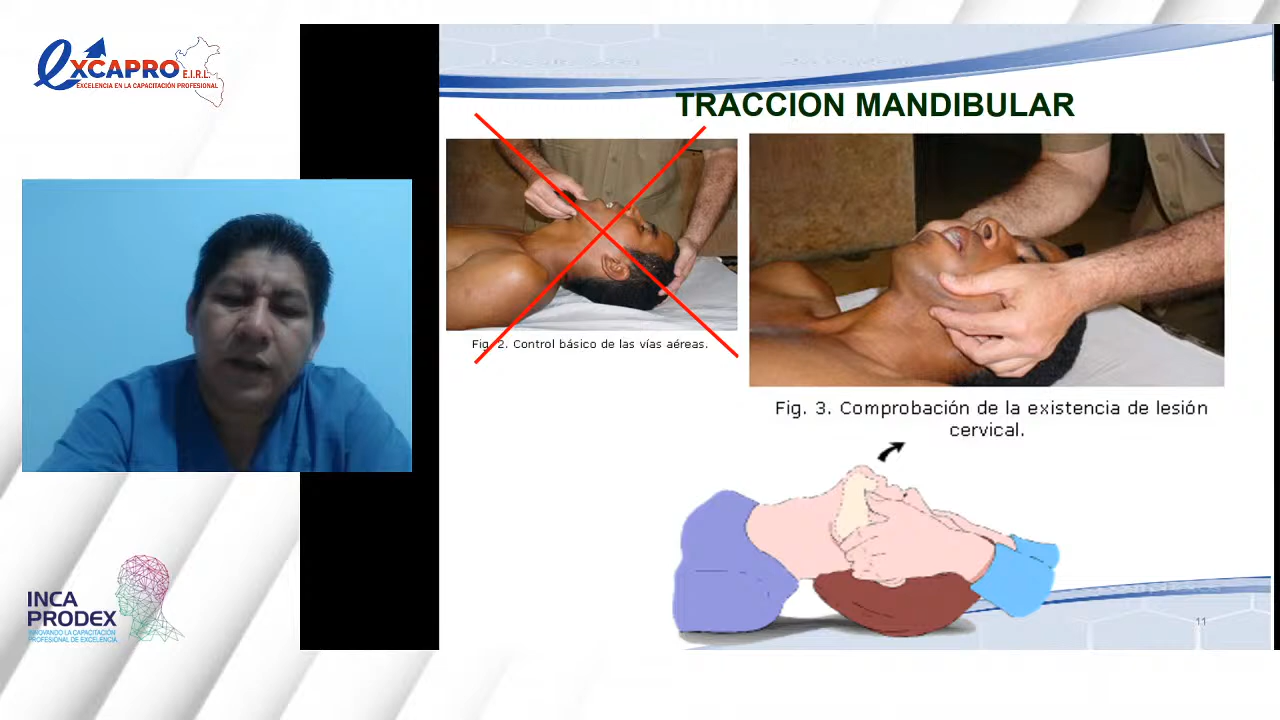 excapro E.I.R.L.
EXCELENCIA EN LA CAPACITACIÓN PROFESIONAL
TRACCION MANDIBULAR
Fig. 2. Control básico de las vías aéreas.
Fig. 3. Comprobación de la existencia de lesión
cervical.
INCA
PRODEX
INNOVANDO LA CAPACITACIÓN
PROFESIONAL DE EXCELENCIA
11